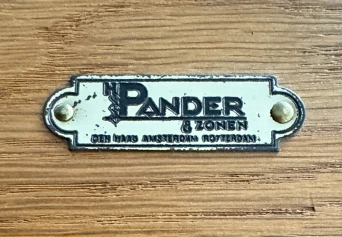 H. PANDER
& ZONEN
DEN HAAG AMSTERDAM ROTTERDAM